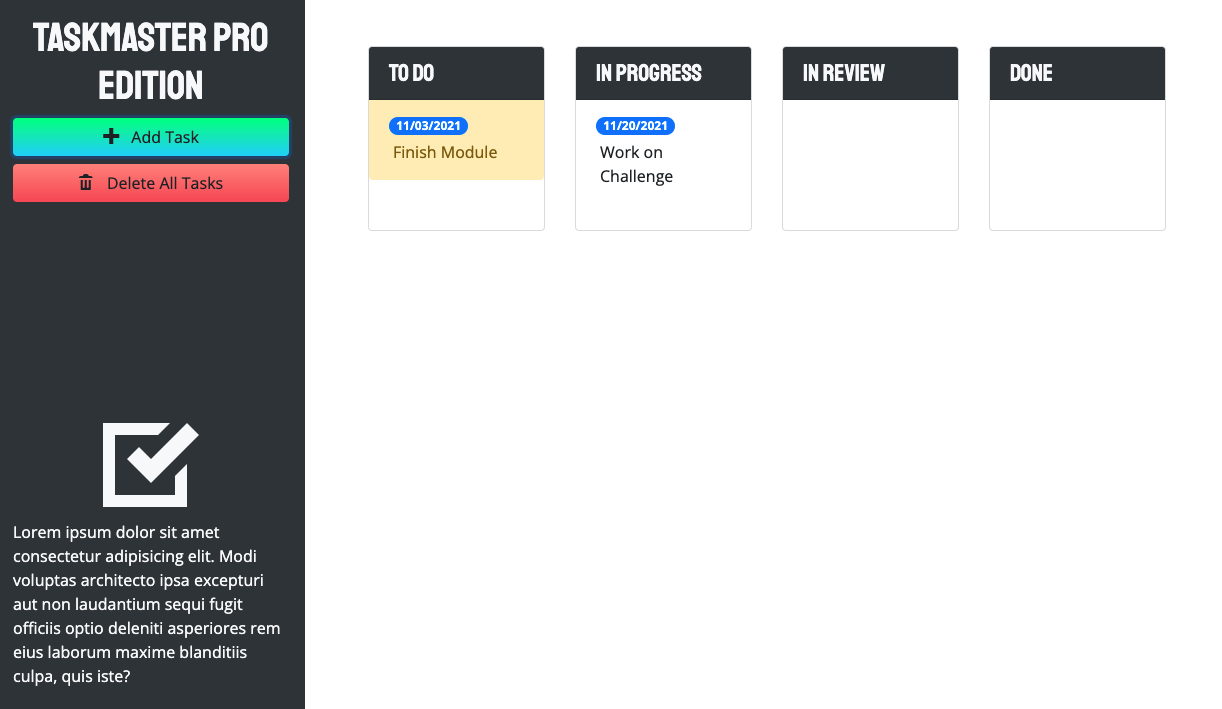 TASKMASTER PRO
EDITION
Add Task
Delete All Tasks
Lorem ipsum dolor sit amet
consectetur adipisicing elit. Modi
voluptas architecto ipsa excepturi
aut non laudantium sequi fugit
officiis optio deleniti asperiores rem
eius laborum maxime blanditiis
culpa, quis iste?
TO DO
11/03/2021
Finish Module
IN PROGRESS
11/20/2021
Work on
Challenge
IN REVIEW
DONE